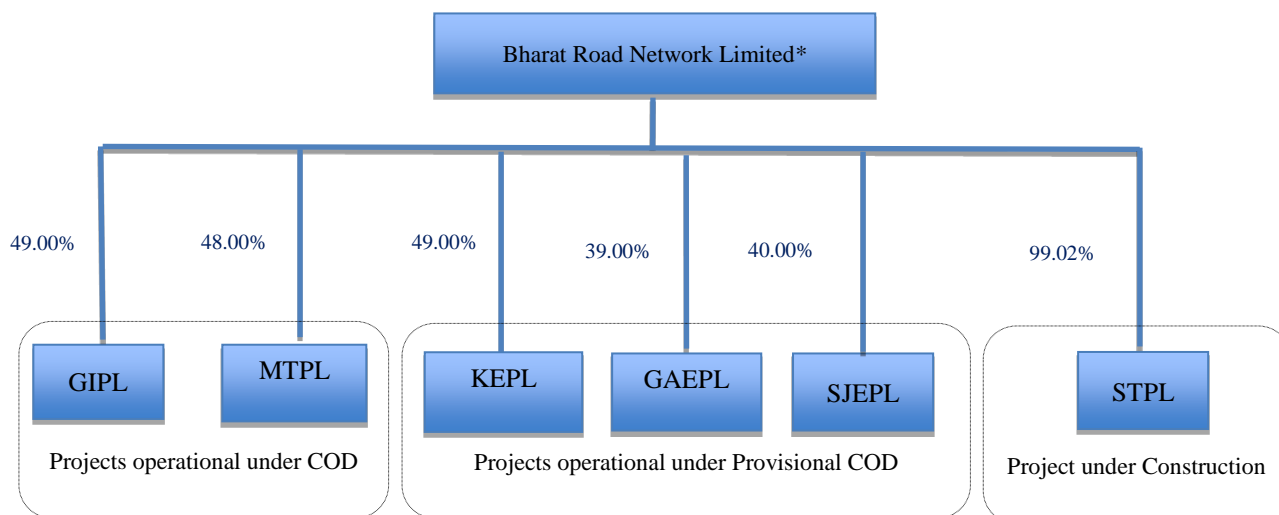 Bharat Road Network Limited*
49.00%
48.00%
49.00%
39.00%
40.00%
99.02%
GIPL
MTPL
KEPL
GAEPL
SJEPL
STPL
Projects operational under COD
Projects operational under Provisional COD
Project under Construction